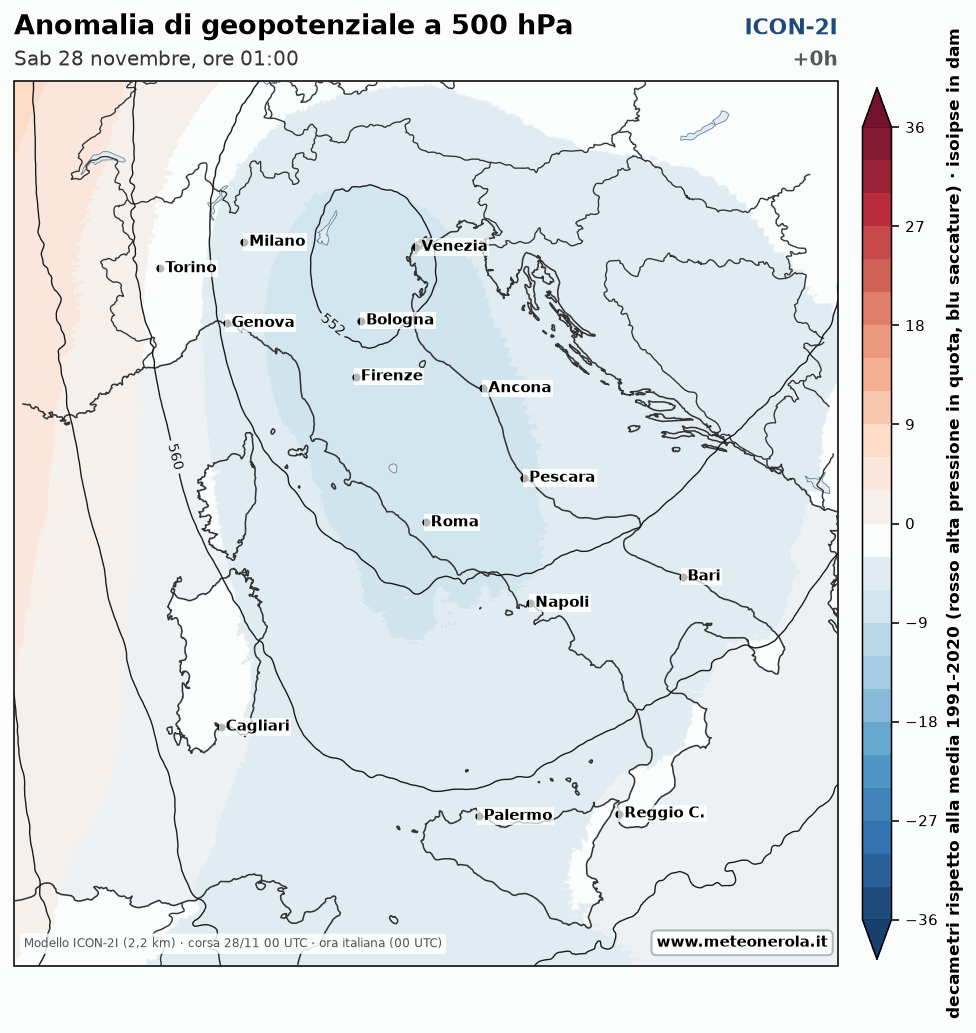 Anomalia di geopotenziale a 500 hPa
ICON-2I
Sab 28 novembre, ore 01:00
+0h
Milano
Venezia
Torino
Genova
Bologna
552
Firenze
Ancona
560
Pescara
Roma
Bari
Napoli
Cagliari
Palermo
Reggio C.
Modello ICON-2I (2,2 km) · corsa 28/11 00 UTC · ora italiana (00 UTC)
www.meteonerola.it
36
27
18
9
0
−9
−18
−27
−36
decametri rispetto alla media 1991-2020 (rosso alta pressione in quota, blu saccature) · isoipse in dam